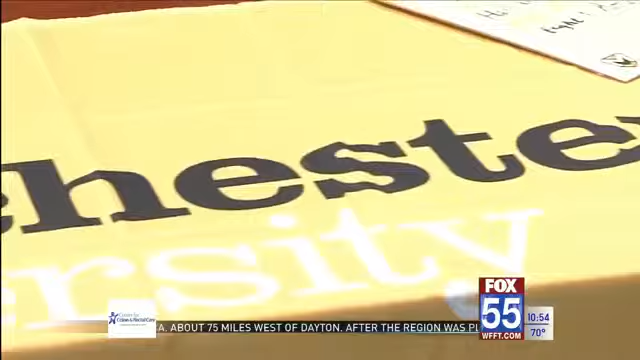 chester
ersity
FOX
55
WFFT.COM
10:54
70°
.A. ABOUT 75 MILES WEST OF DAYTON. AFTER THE REGION WAS PL